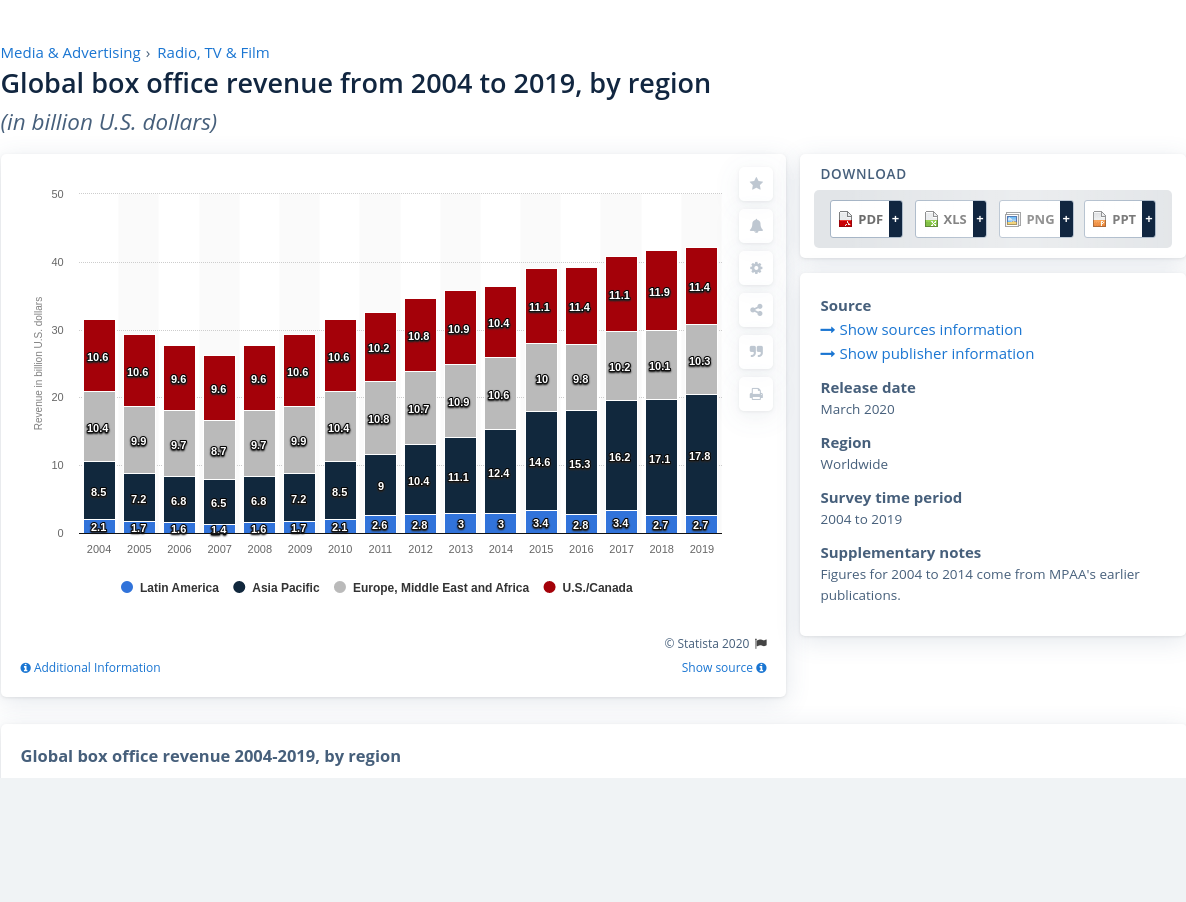 Media & Advertising › Radio, TV & Film
Global box office revenue from 2004 to 2019, by region
(in billion U.S. dollars)
Revenue in billion U.S. dollars
50
40
30
20
10
0
10.6 10.6 9.6 9.6 9.6 10.6 10.6 10.2 10.8 10.9 10.4 11.1 11.4 11.1 11.9 11.4
10.4 9.9 9.7 8.7 9.7 9.9 10.4 10.8 10.7 10.9 10.6 10 9.8 10.2 10.1 10.3
8.5 7.2 6.8 6.5 6.8 7.2 8.5 9 10.4 11.1 12.4 14.6 15.3 16.2 17.1 17.8
2.1 1.7 1.6 1.4 1.6 1.7 2.1 2.6 2.8 3 3 3.4 2.8 3.4 2.7 2.7
2004 2005 2006 2007 2008 2009 2010 2011 2012 2013 2014 2015 2016 2017 2018 2019
Latin America Asia Pacific Europe, Middle East and Africa U.S./Canada
© Statista 2020
Additional Information Show source
DOWNLOAD
PDF + XLS + PNG + PPT +
Source
Show sources information
Show publisher information
Release date
March 2020
Region
Worldwide
Survey time period
2004 to 2019
Supplementary notes
Figures for 2004 to 2014 come from MPAA's earlier
publications.
Global box office revenue 2004-2019, by region